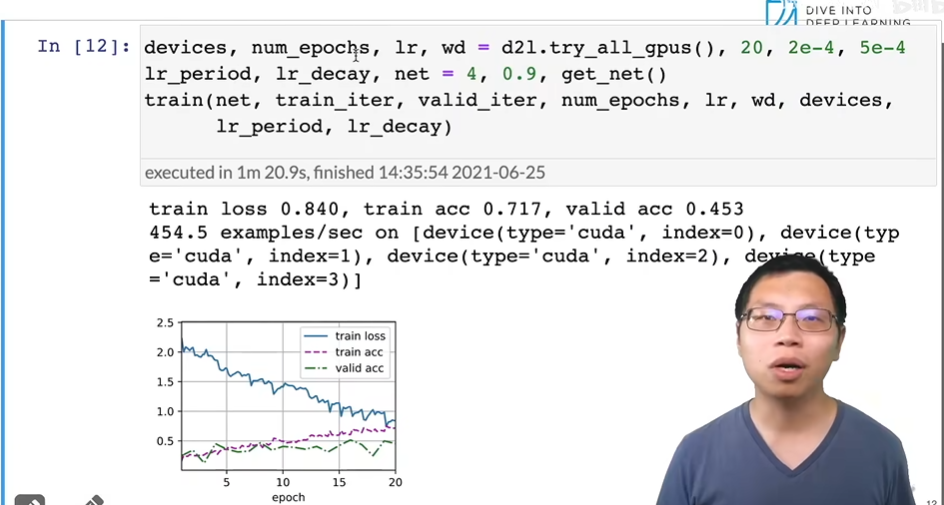 DIVE INTO
DEEP LEARNING
In [12]:
devices, num_epochs, lr, wd = d2l.try_all_gpus(), 20, 2e-4, 5e-4
lr_period, lr_decay, net = 4, 0.9, get_net()
train(net, train_iter, valid_iter, num_epochs, lr, wd, devices,
lr_period, lr_decay)
executed in 1m 20.9s, finished 14:35:54 2021-06-25
train loss 0.840, train acc 0.717, valid acc 0.453
454.5 examples/sec on [device(type='cuda', index=0), device(typ
e='cuda', index=1), device(type='cuda', index=2), device(type
='cuda', index=3)]
2.5
2.0
1.5
1.0
0.5
train loss
train acc
valid acc
5
10
15
20
epoch
12